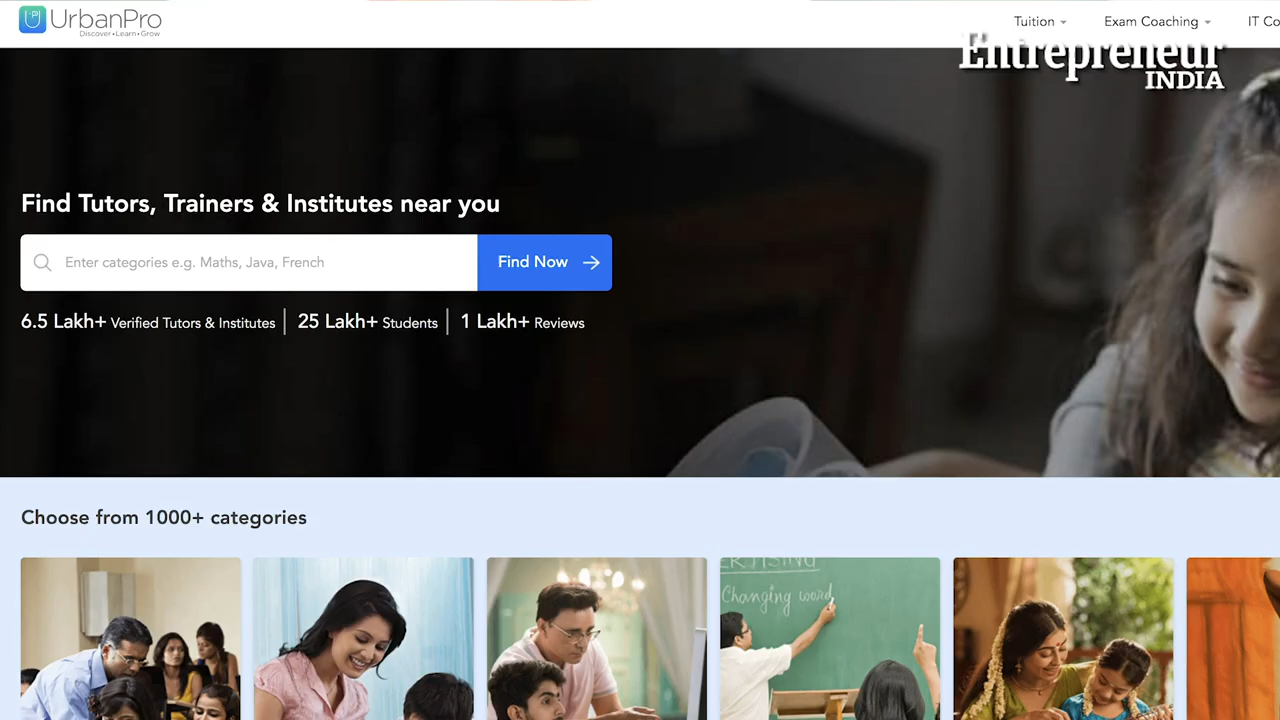 UrbanPro
Discover • Learn • Grow
Tuition
Exam Coaching
IT
Entrepreneur
INDIA
Find Tutors, Trainers & Institutes near you
Enter categories e.g. Maths, Java, French
Find Now
6.5 Lakh+ Verified Tutors & Institutes
25 Lakh+ Students
1 Lakh+ Reviews
Choose from 1000+ categories
Changing word